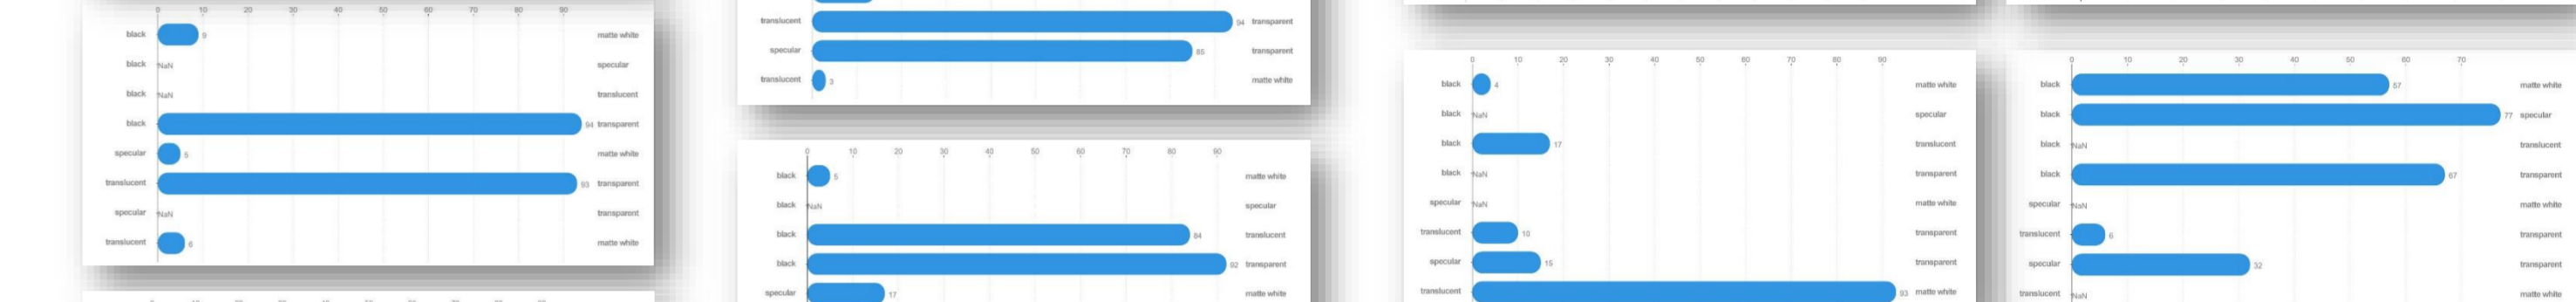 0 10 20 30 40 50 60 70 80 90
black 9 matte white
black NaN specular
black NaN translucent
black 94 transparent
specular 5 matte white
translucent 93 transparent
specular NaN transparent
translucent 6 matte white
translucent 94 transparent
specular 85 transparent
translucent 3 matte white
0 10 20 30 40 50 60 70 80 90
black 5 matte white
black NaN specular
black 84 translucent
black 92 transparent
specular 17 matte white
0 10 20 30 40 50 60 70 80 90
black 4 matte white
black NaN specular
black 17 translucent
black NaN transparent
specular NaN matte white
translucent 10 transparent
specular 15 transparent
translucent 93 matte white
0 10 20 30 40 50 60 70
black 57 matte white
black 77 specular
black NaN translucent
black 67 transparent
specular NaN matte white
translucent 6 transparent
specular 32 transparent
translucent NaN matte white